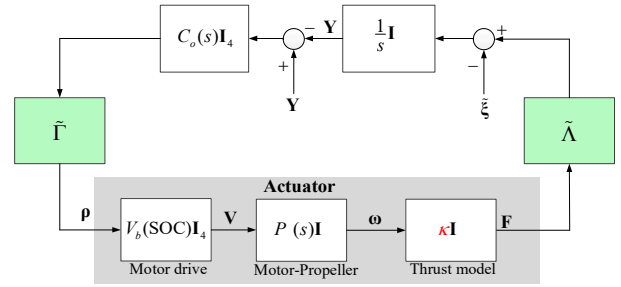 C_o(s)I_4
−
Y
1/s I
+
+
−
Y
ξ̃
Γ̃
Λ̃
Actuator
ρ
V_b(SOC)I_4
V
P (s)I
ω
κI
F
Motor drive
Motor-Propeller
Thrust model